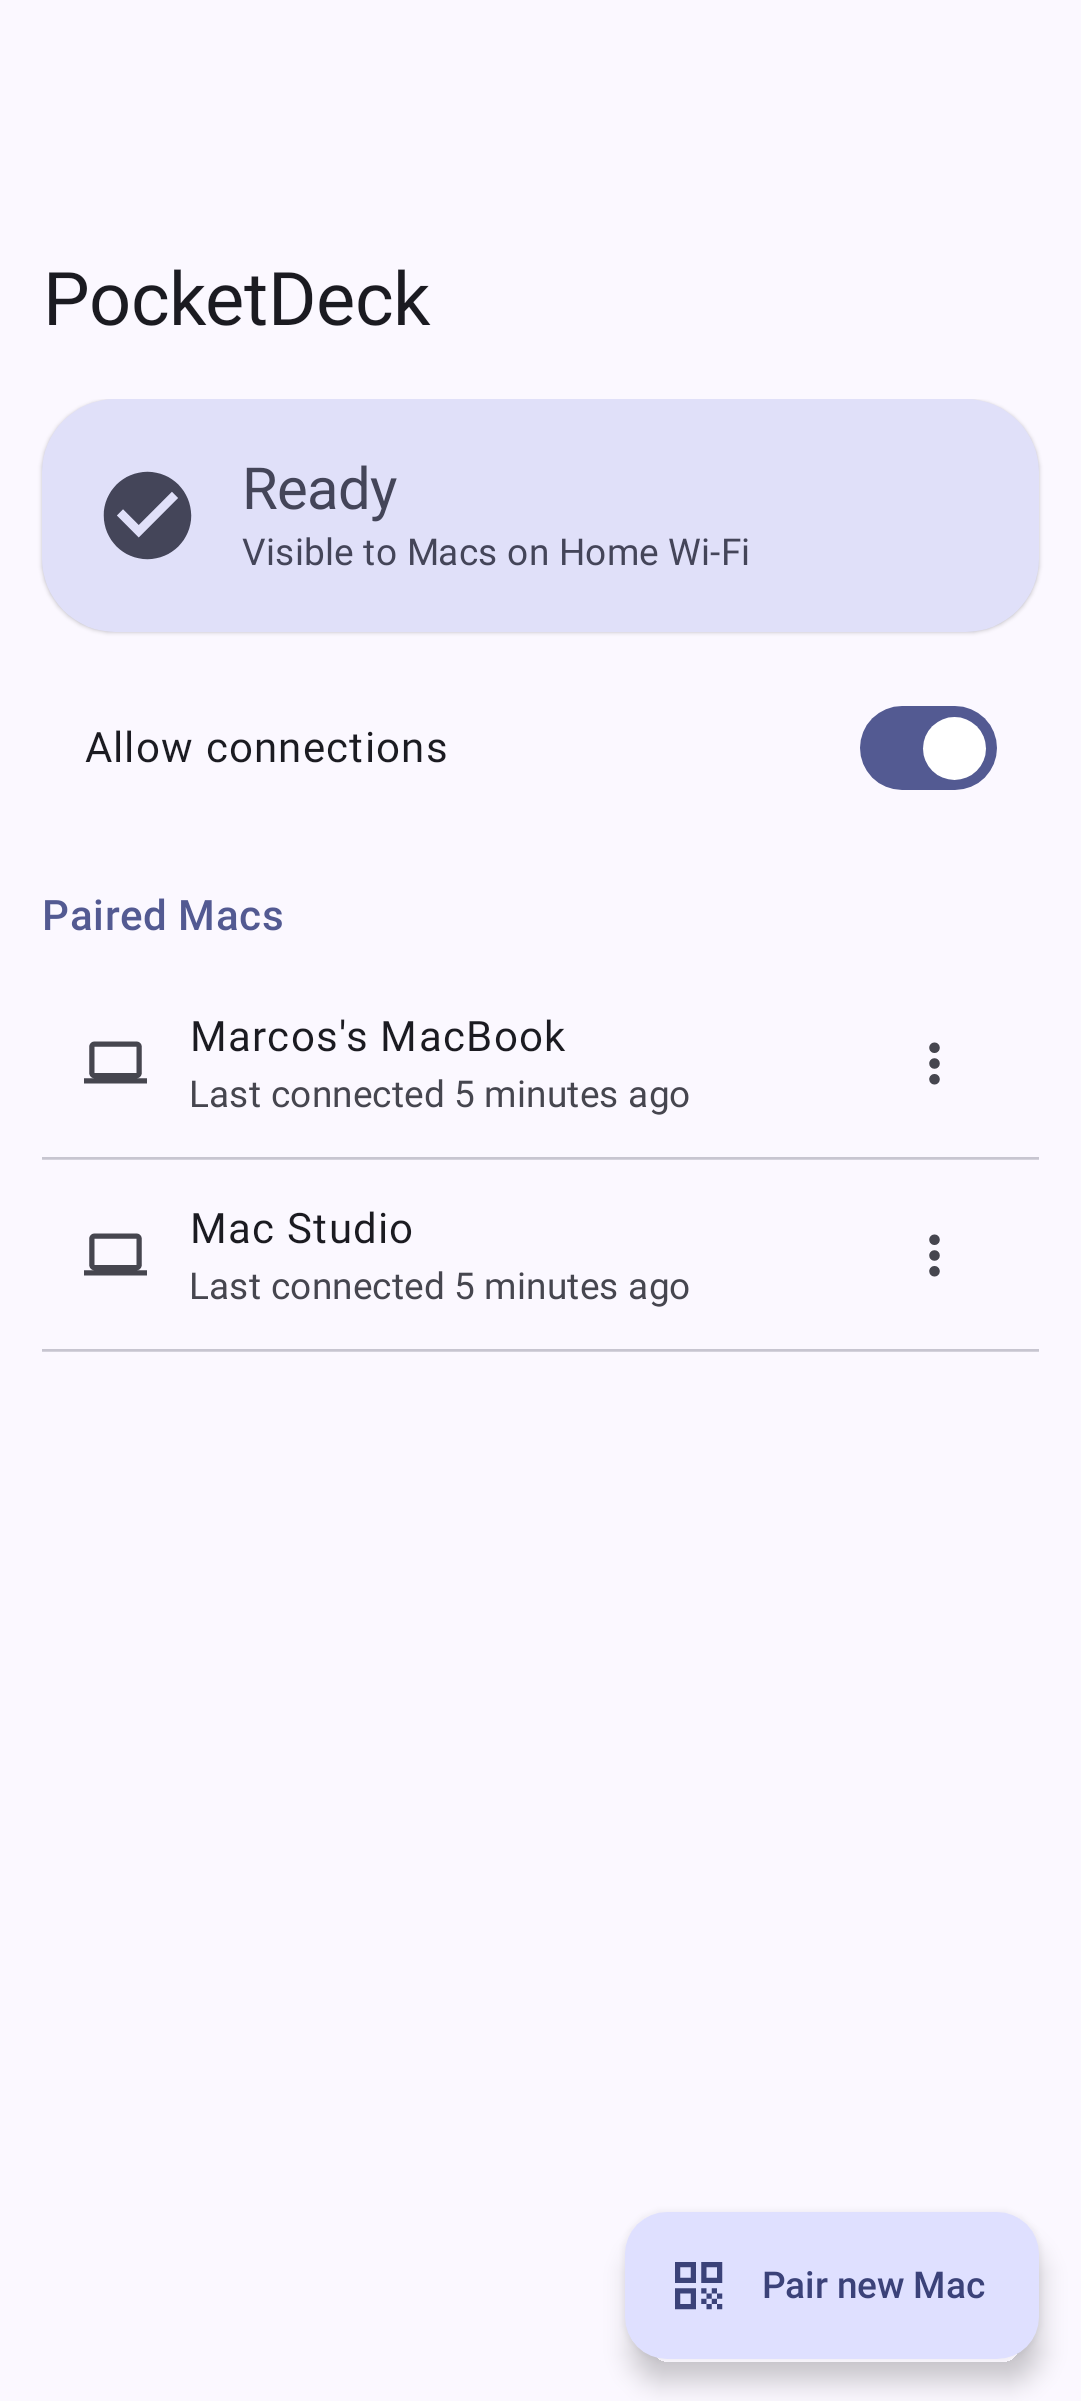 PocketDeck
Ready
Visible to Macs on Home Wi-Fi
Allow connections
Paired Macs
Marcos's MacBook
Last connected 5 minutes ago
Mac Studio
Last connected 5 minutes ago
Pair new Mac